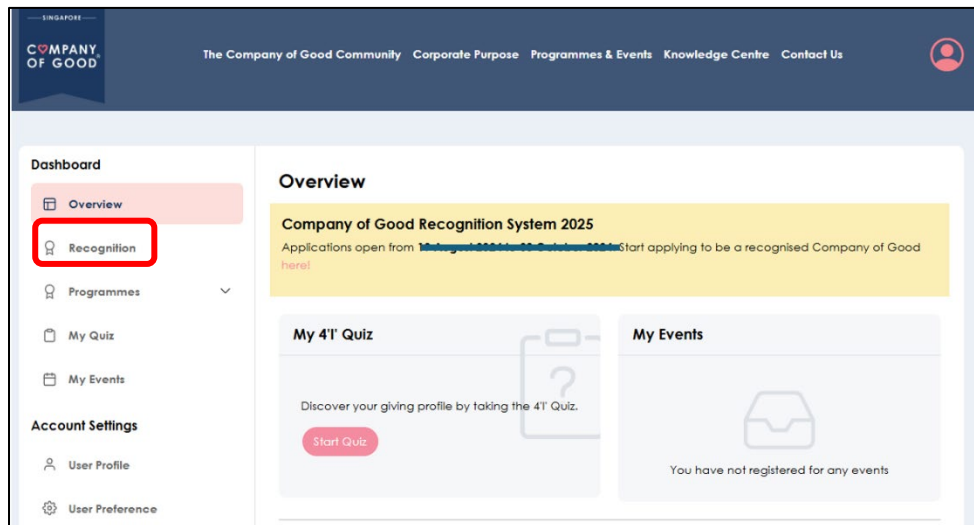 SINGAPORE
COMPANY
OF GOOD
The Company of Good Community Corporate Purpose Programmes & Events Knowledge Centre Contact Us
Dashboard
Overview
Recognition
Programmes
My Quiz
My Events
Account Settings
User Profile
User Preference
Overview
Company of Good Recognition System 2025
Applications open from Start applying to be a recognised Company of Good
here!
My 4'I' Quiz
Discover your giving profile by taking the 4'I' Quiz.
Start Quiz
My Events
You have not registered for any events